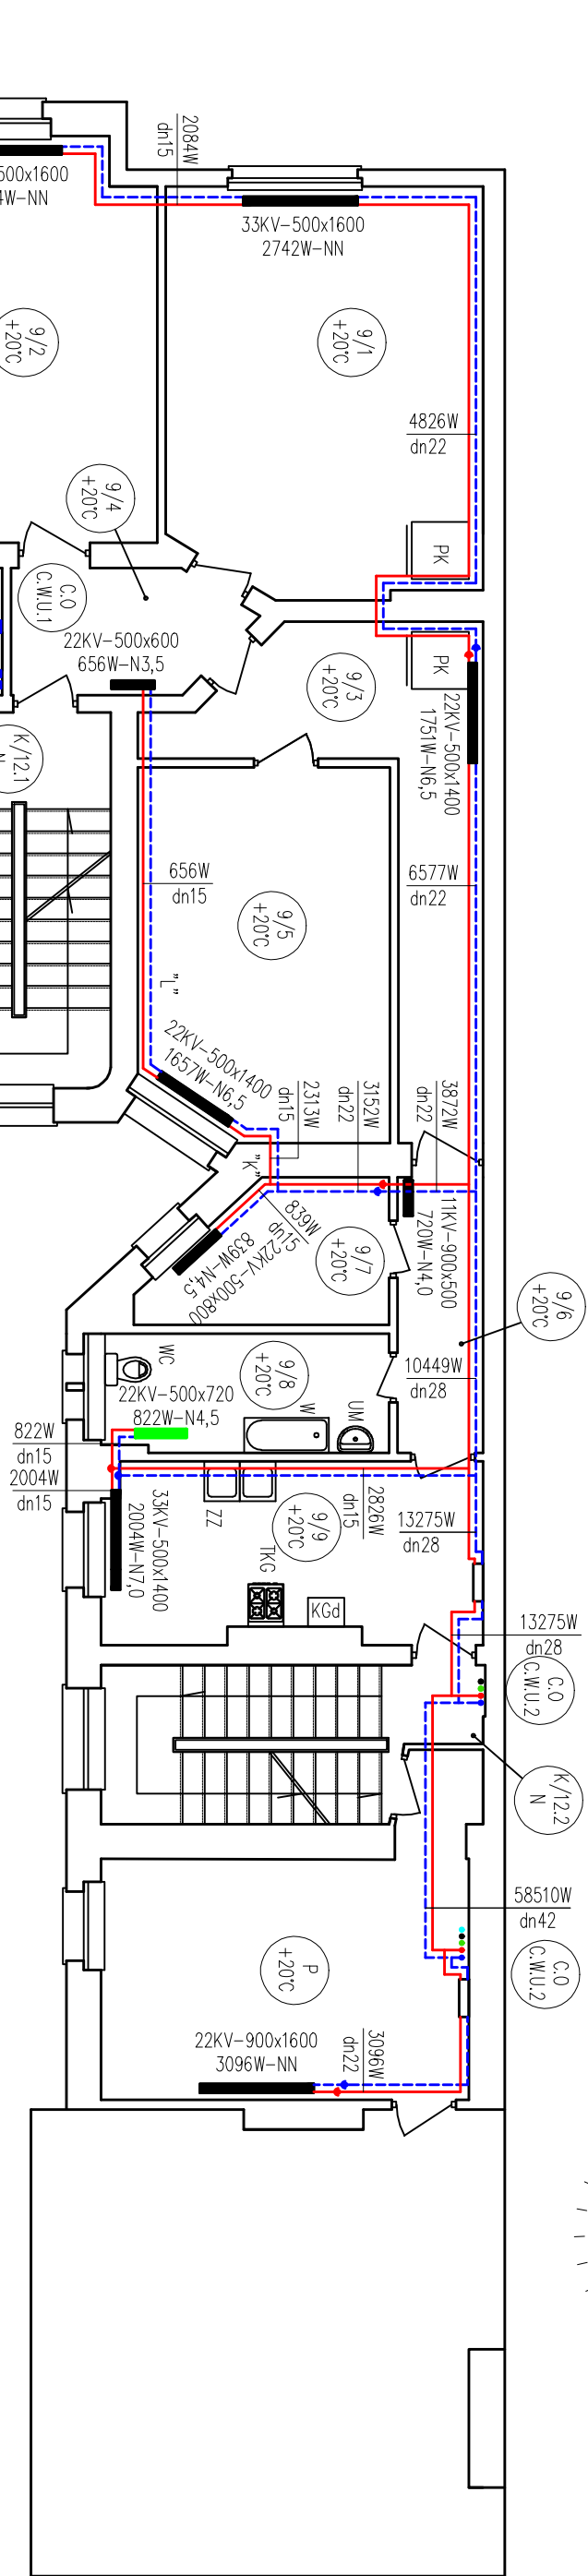 2084W
dn15
500x1600
4W-NN
33KV-500x1600
2742W-NN
9/2
+20°C
9/1
+20°C
4826W
dn22
9/4
+20°C
PK
C.O
C.W.U.1
22KV-500x600
656W-N3,5
9/3
+20°C
PK
22KV-500x1400
1751W-N6,5
K/12.1
N
656W
dn15
6577W
dn22
9/5
+20°C
"L"
22KV-500x1400
1657W-N6,5
2313W
dn15
3152W
dn22
3872W
dn22
"K"
839W
dn15
11KV-900x500
720W-N4,0
22KV-500x800
839W-N4,5
9/7
+20°C
9/6
+20°C
WC
9/8
+20°C
10449W
dn28
22KV-500x720
822W-N4,5
W
UM
822W
dn15
2004W
dn15
33KV-500x1400
2004W-N7,0
ZZ
9/9
+20°C
2826W
dn15
13275W
dn28
TKG
KGd
13275W
dn28
C.O
C.W.U.2
K/12.2
N
58510W
dn42
C.O
C.W.U.2
P
+20°C
22KV-900x1600
3096W-NN
3096W
dn22